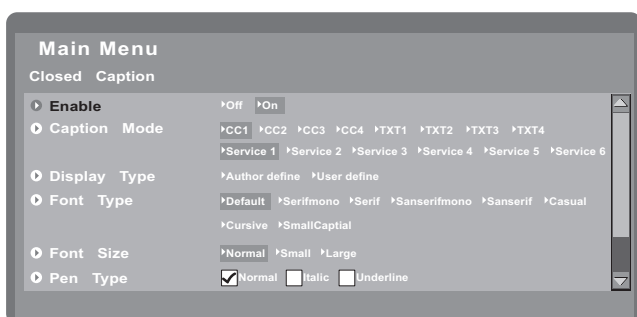 Main Menu
Closed Caption
Enable Off On
Caption Mode CC1 CC2 CC3 CC4 TXT1 TXT2 TXT3 TXT4
Service 1 Service 2 Service 3 Service 4 Service 5 Service 6
Display Type Author define User define
Font Type Default Serifmono Serif Sanserifmono Sanserif Casual
Cursive SmallCaptial
Font Size Normal Small Large
Pen Type Normal Italic Underline